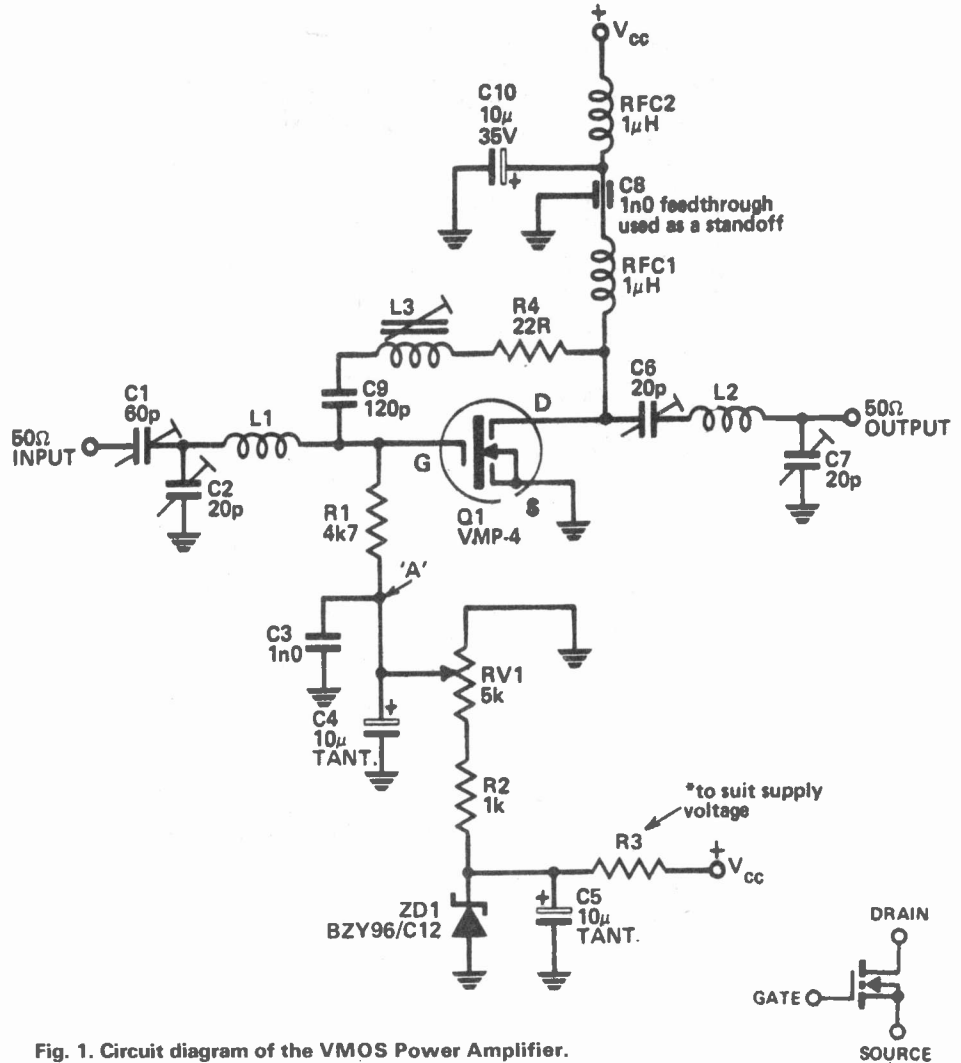 +
Vcc
C10
10µ
35V
+
RFC2
1µH
C8
1n0 feedthrough
used as a standoff
RFC1
1µH
L3
R4
22R
C9
120p
C1
60p
L1
50Ω
INPUT
C2
20p
G
D
S
Q1
VMP-4
C6
20p
L2
50Ω
OUTPUT
C7
20p
R1
4k7
'A'
C3
1n0
+
C4
10µ
TANT.
RV1
5k
R2
1k
*to suit supply
voltage
R3
+
Vcc
ZD1
BZY96/C12
+
C5
10µ
TANT.
DRAIN
GATE
SOURCE
Fig. 1. Circuit diagram of the VMOS Power Amplifier.